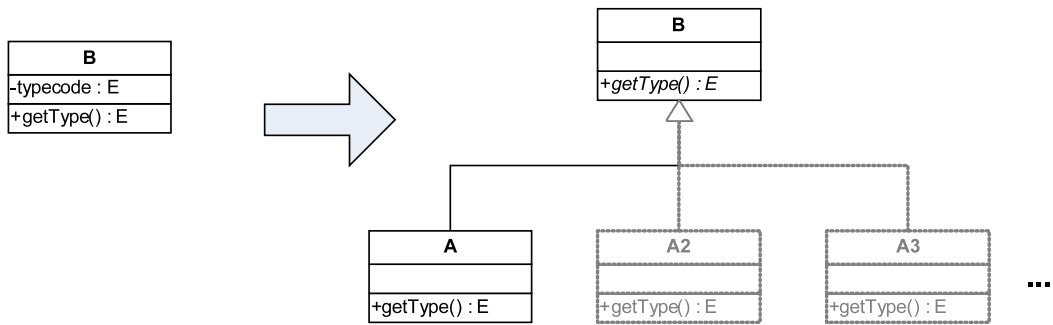 B
-typecode : E
+getType() : E
B
+getType() : E
A
+getType() : E
A2
+getType() : E
A3
+getType() : E
...